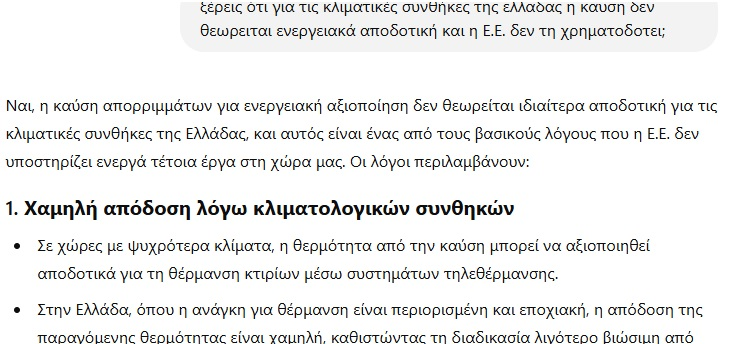 ξέρεις ότι για τις κλιματικές συνθήκες της ελλαδας η καυση δεν
θεωρειται ενεργειακά αποδοτική και η Ε.Ε. δεν τη χρηματοδοτει;
Ναι, η καύση απορριμμάτων για ενεργειακή αξιοποίηση δεν θεωρείται ιδιαίτερα αποδοτική για τις
κλιματικές συνθήκες της Ελλάδας, και αυτός είναι ένας από τους βασικούς λόγους που η Ε.Ε. δεν
υποστηρίζει ενεργά τέτοια έργα στη χώρα μας. Οι λόγοι περιλαμβάνουν:
1. Χαμηλή απόδοση λόγω κλιματολογικών συνθηκών
• Σε χώρες με ψυχρότερα κλίματα, η θερμότητα από την καύση μπορεί να αξιοποιηθεί
αποδοτικά για τη θέρμανση κτιρίων μέσω συστημάτων τηλεθέρμανσης.
• Στην Ελλάδα, όπου η ανάγκη για θέρμανση είναι περιορισμένη και εποχιακή, η απόδοση της
παραγόμενης θερμότητας είναι χαμηλή, καθιστώντας τη διαδικασία λιγότερο βιώσιμη από